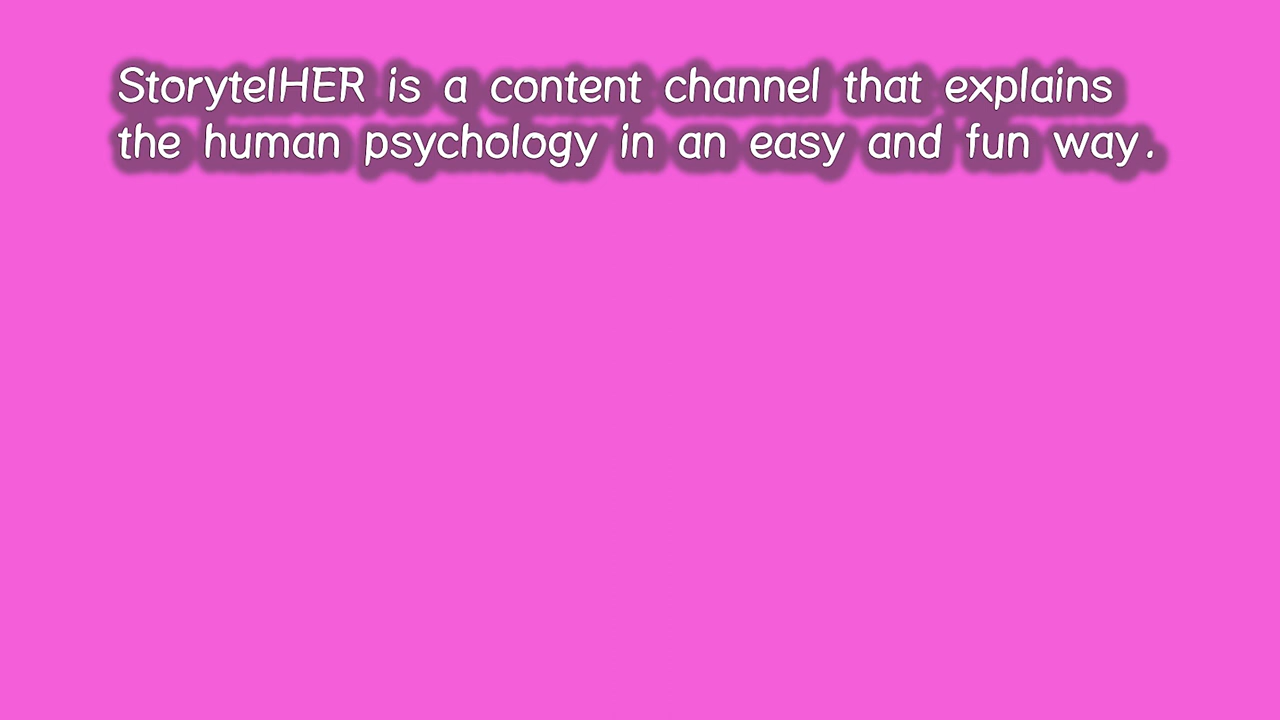 StorytelHER is a content channel that explains
the human psychology in an easy and fun way.